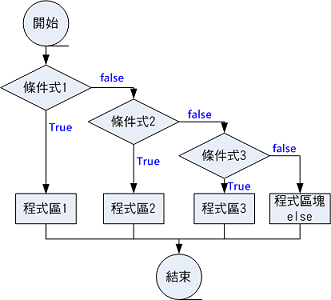 開始
條件式1
false
True
條件式2
false
True
條件式3
false
True
程式區1
程式區2
程式區3
程式區塊
else
結束